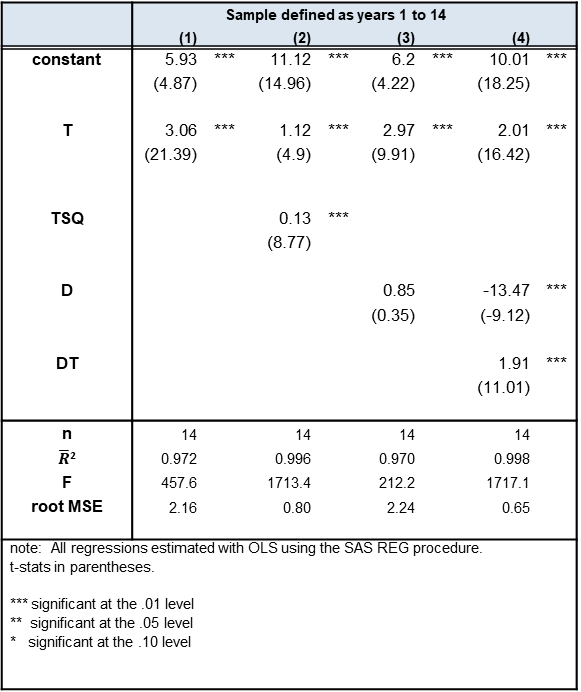 Sample defined as years 1 to 14
(1) (2) (3) (4)
constant 5.93 *** 11.12 *** 6.2 *** 10.01 ***
(4.87) (14.96) (4.22) (18.25)
T 3.06 *** 1.12 *** 2.97 *** 2.01 ***
(21.39) (4.9) (9.91) (16.42)
TSQ 0.13 ***
(8.77)
D 0.85 -13.47 ***
(0.35) (-9.12)
DT 1.91 ***
(11.01)
n 14 14 14 14
R̅² 0.972 0.996 0.970 0.998
F 457.6 1713.4 212.2 1717.1
root MSE 2.16 0.80 2.24 0.65
note: All regressions estimated with OLS using the SAS REG procedure.
t-stats in parentheses.
*** significant at the .01 level
** significant at the .05 level
* significant at the .10 level